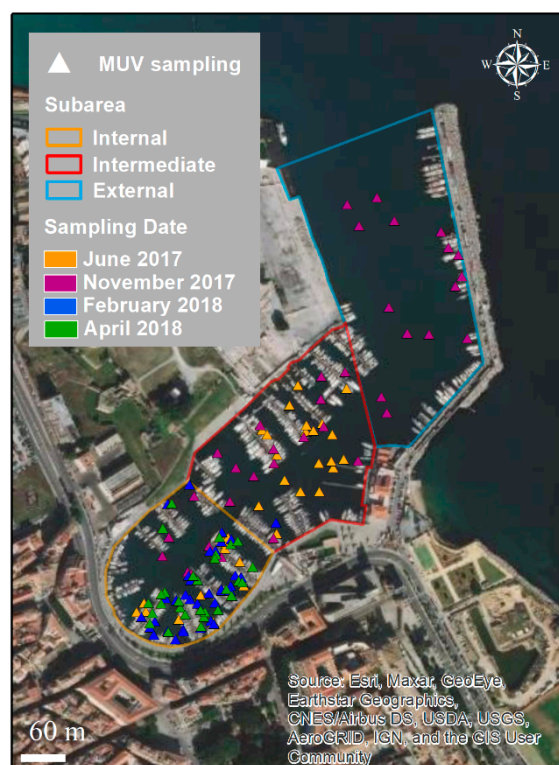 N
W
E
S
MUV sampling
Subarea
Internal
Intermediate
External
Sampling Date
June 2017
November 2017
February 2018
April 2018
Source: Esri, Maxar, GeoEye,
Earthstar Geographics,
CNES/Airbus DS, USDA, USGS,
AeroGRID, IGN, and the GIS User
Community
60 m